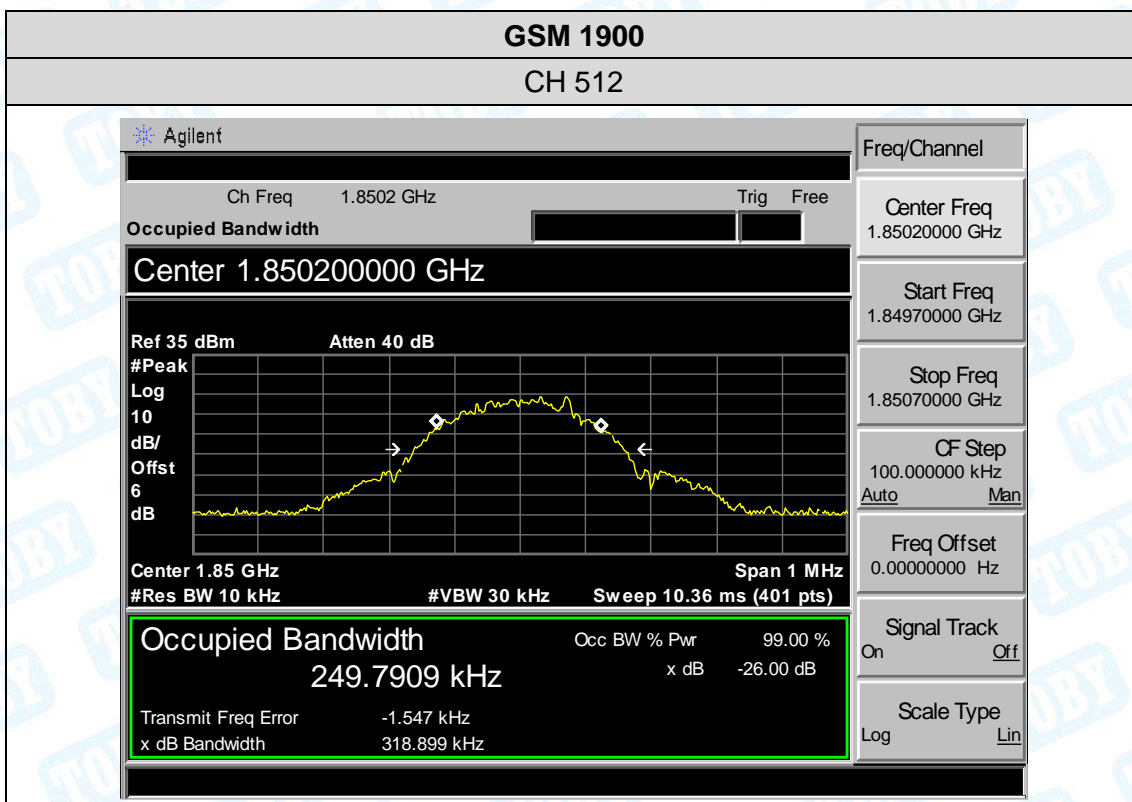 GSM 1900
CH 512
Agilent
Freq/Channel
Ch Freq 1.8502 GHz Trig Free
Occupied Bandwidth
Center Freq
1.85020000 GHz
Center 1.850200000 GHz
Start Freq
1.84970000 GHz
Ref 35 dBm Atten 40 dB
#Peak
Log
10
dB/
Offst
6
dB
Stop Freq
1.85070000 GHz
CF Step
100.000000 kHz
Auto Man
Freq Offset
0.00000000 Hz
Center 1.85 GHz Span 1 MHz
#Res BW 10 kHz #VBW 30 kHz Sweep 10.36 ms (401 pts)
Occupied Bandwidth Occ BW % Pwr 99.00 %
249.7909 kHz x dB -26.00 dB
Transmit Freq Error -1.547 kHz
x dB Bandwidth 318.899 kHz
Signal Track
On Off
Scale Type
Log Lin
TOBY